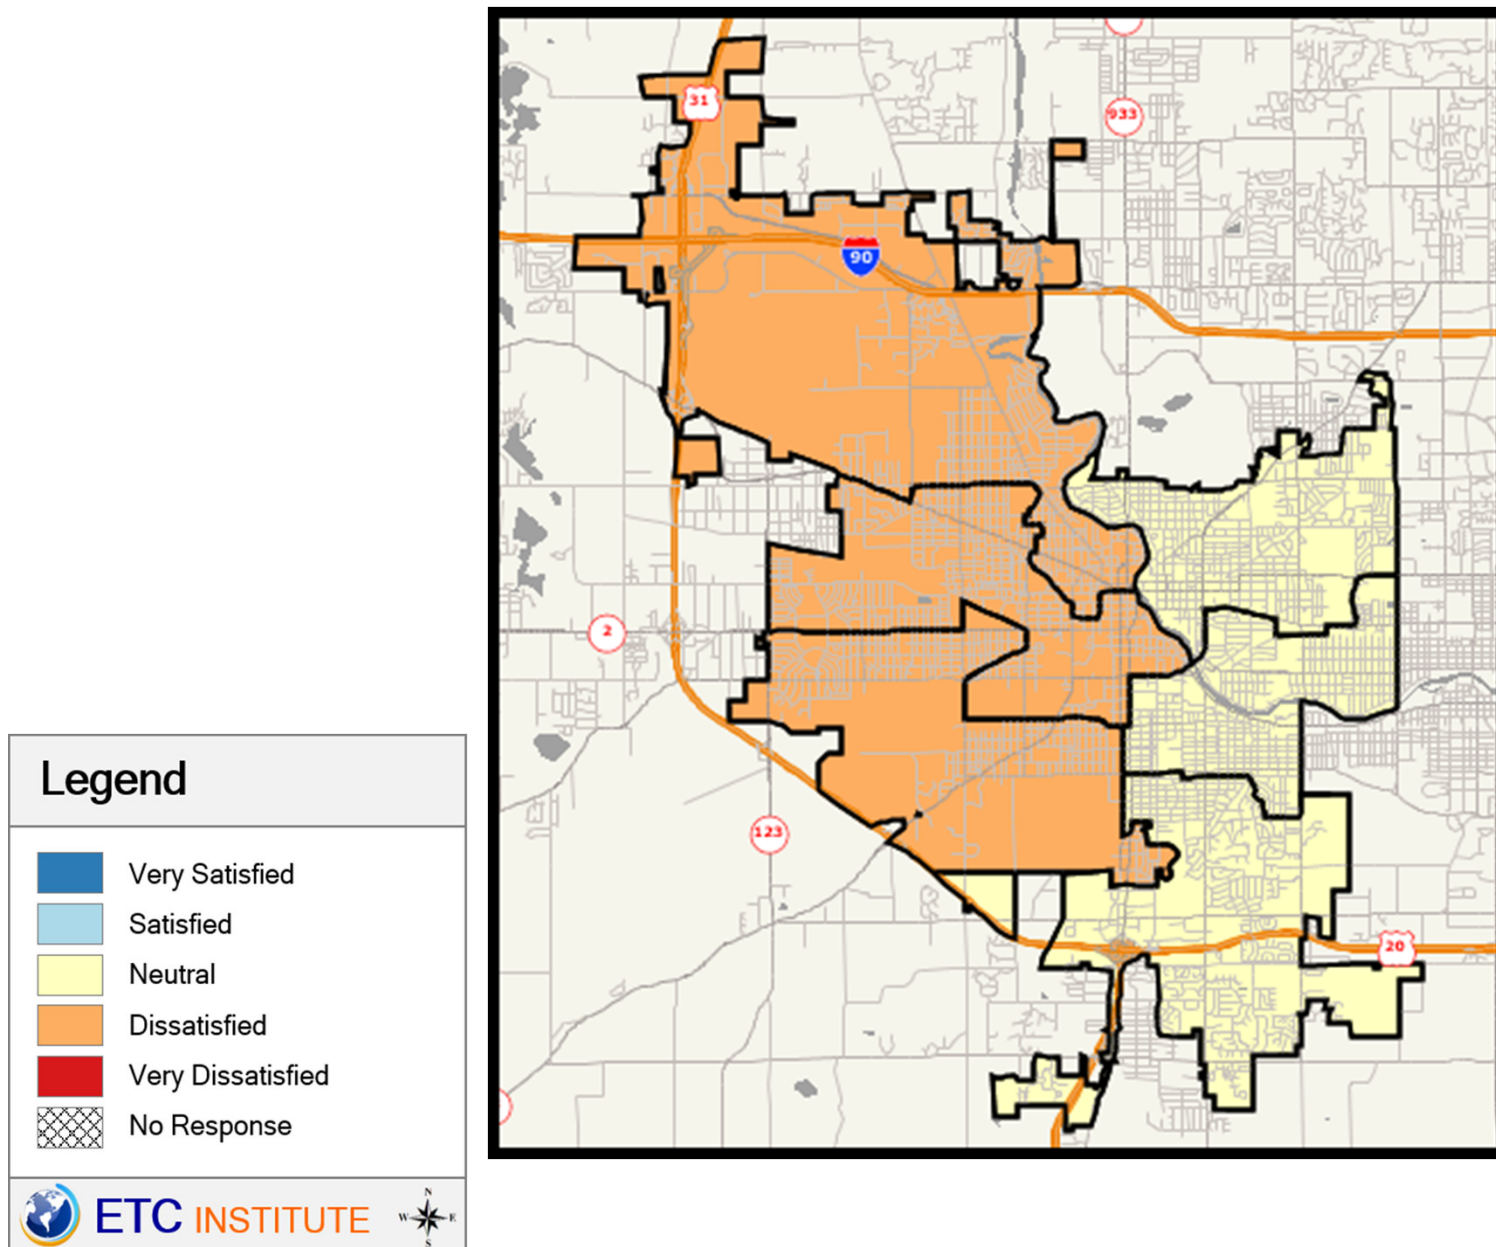 31
933
90
2
123
20
Legend
Very Satisfied
Satisfied
Neutral
Dissatisfied
Very Dissatisfied
No Response
ETC INSTITUTE
N
W E
S